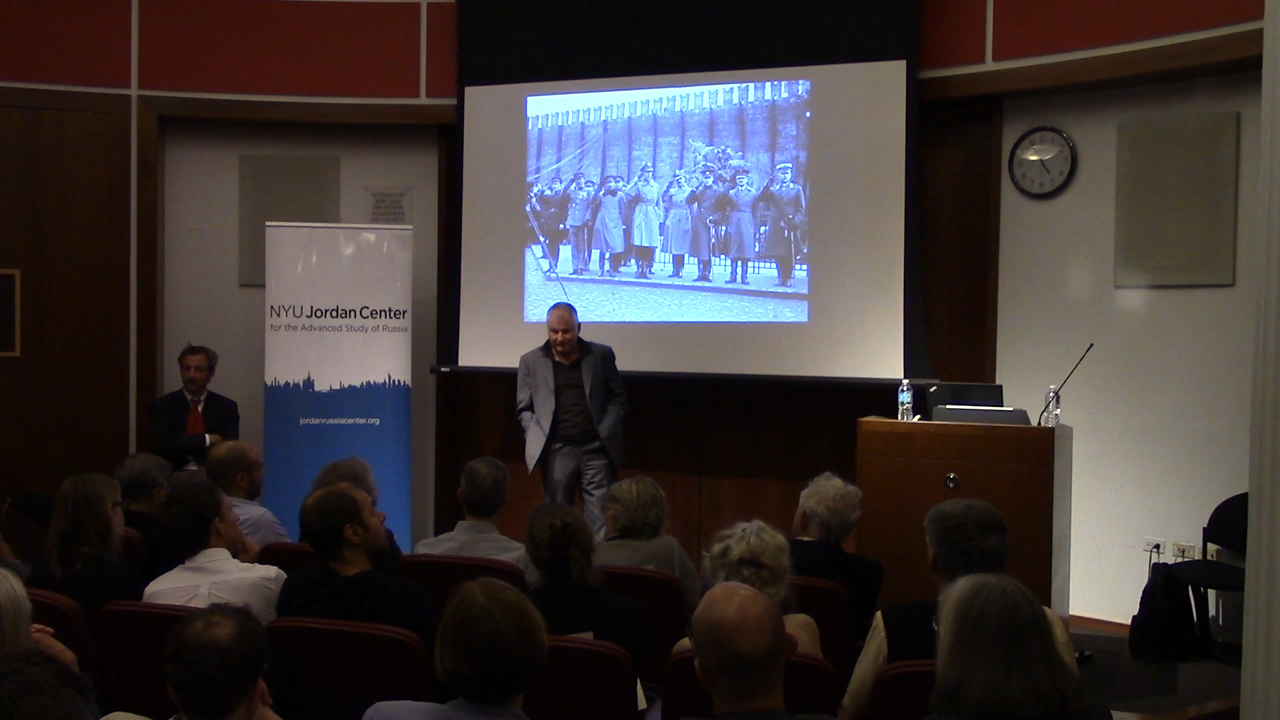 NYU Jordan Center
for the Advanced Study of Russia
jordanrussiacenter.org